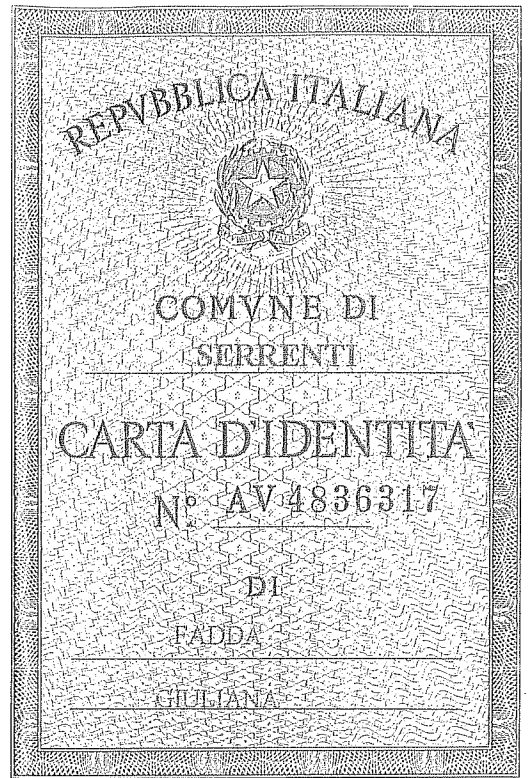 REPVBBLICA ITALIANA
COMVNE DI
SERRENTI
CARTA D'IDENTITA'
N° AV 4836317
DI
FADDA
GIULIANA